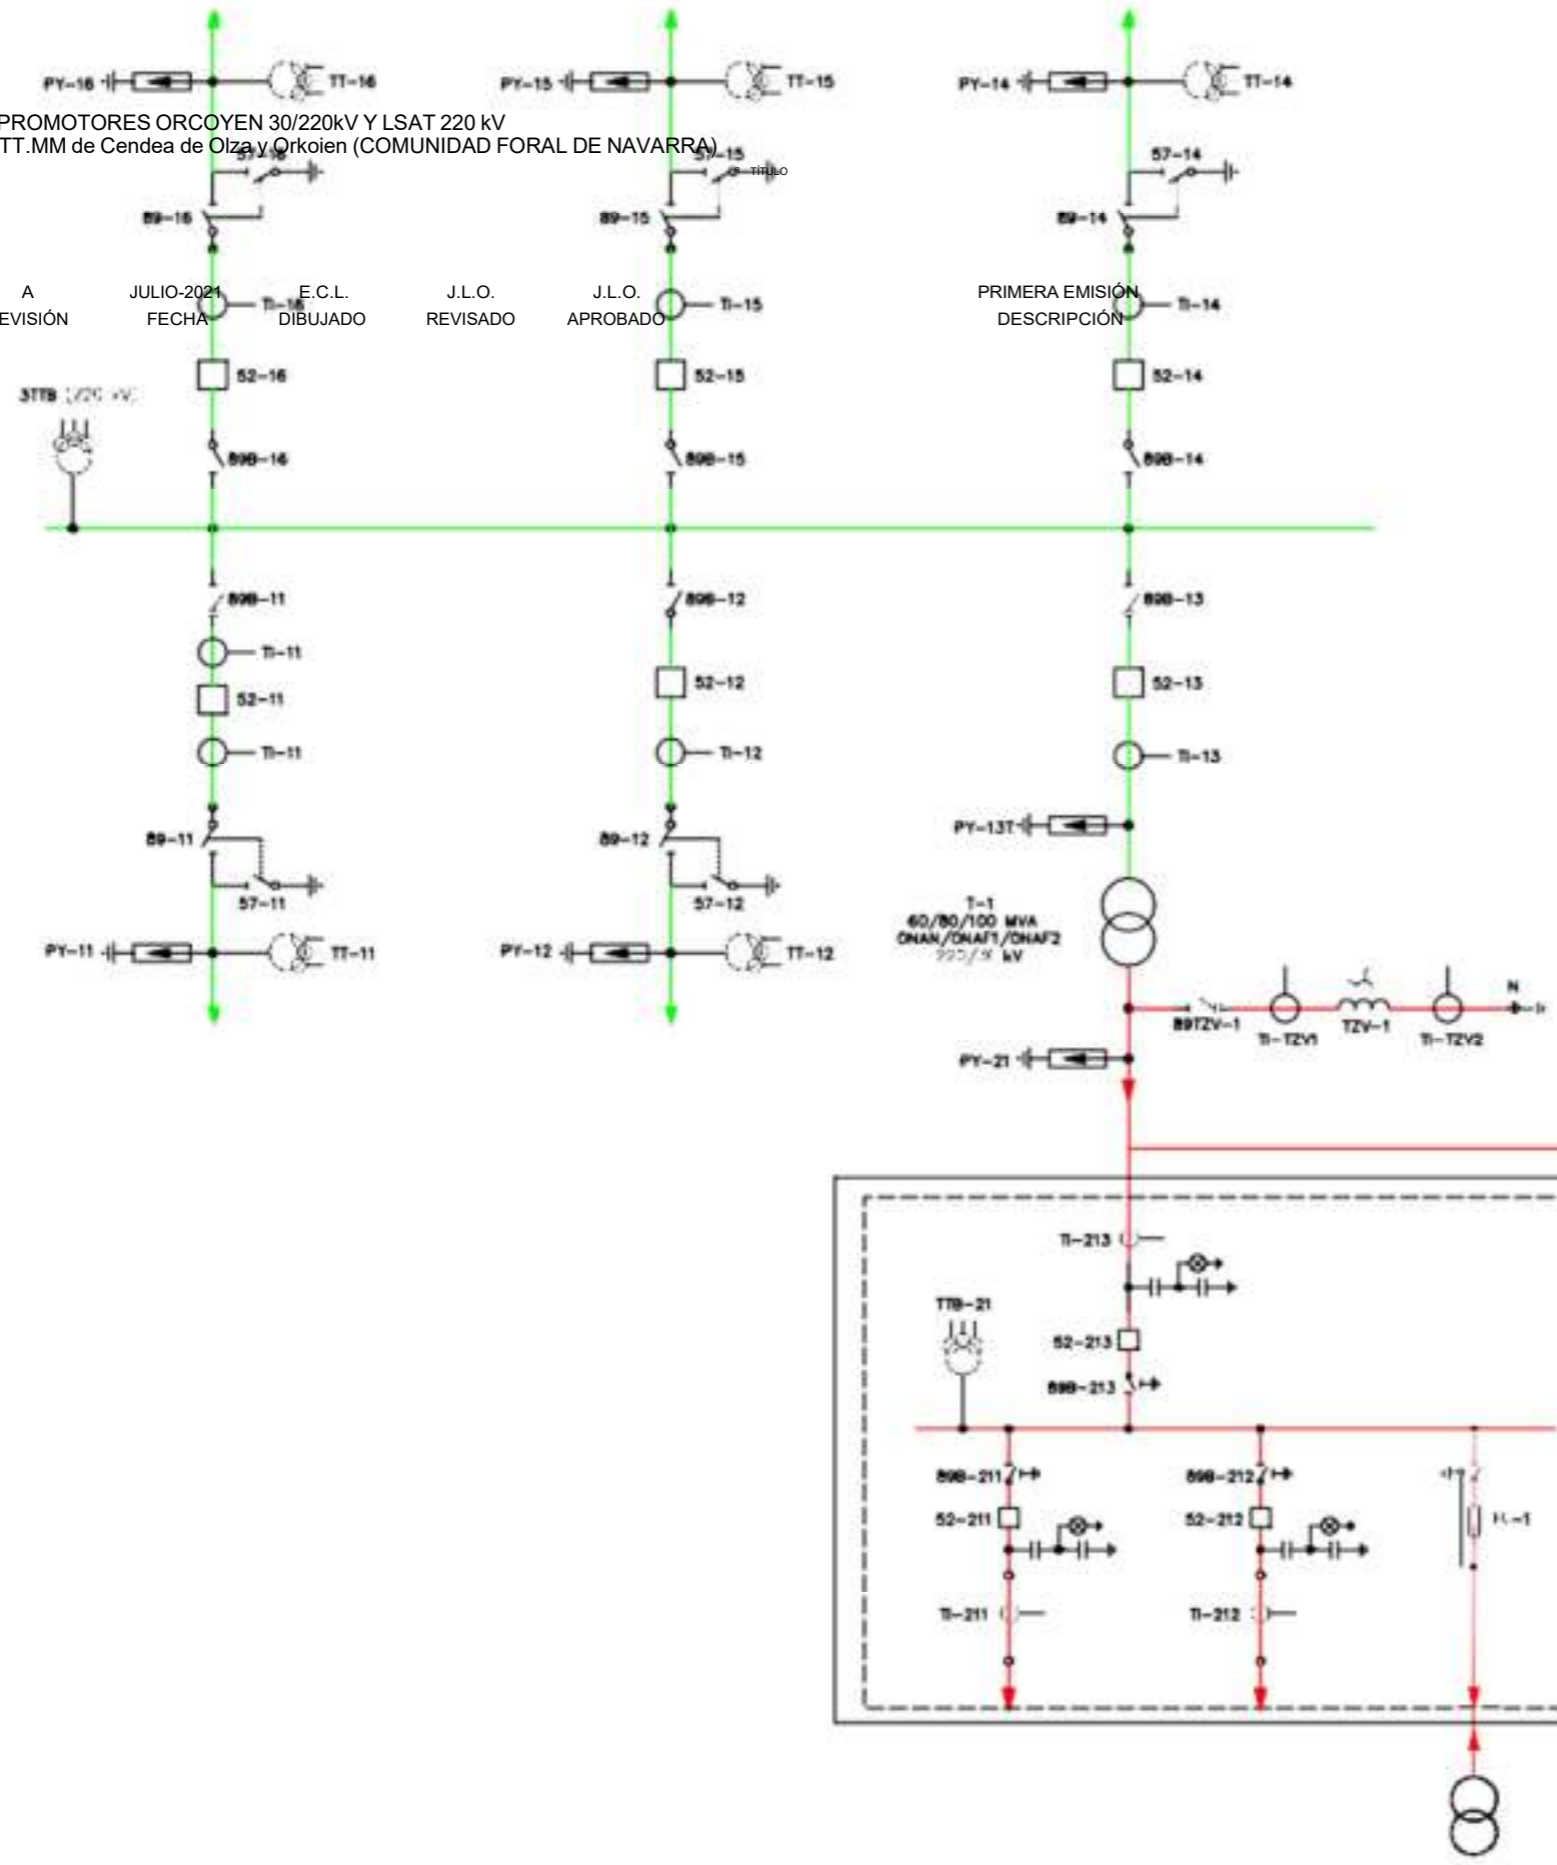 PY-16
TT-16
PY-15
TT-15
PY-14
TT-14
PROMOTORES ORCOYEN 30/220kV Y LSAT 220 kV
TT.MM de Cendea de Olza y Orkoien (COMUNIDAD FORAL DE NAVARRA)
57-16
57-15
57-14
TÍTULO
89-16
89-15
89-14
A JULIO-2021 E.C.L. J.L.O. J.L.O. PRIMERA EMISIÓN
TI-16
TI-15
TI-14
EVISIÓN FECHA DIBUJADO REVISADO APROBADO DESCRIPCIÓN
52-16
52-15
52-14
3TTB (220 kV)
89B-16
89B-15
89B-14
89B-11
89B-12
89B-13
TI-11
52-11
52-12
52-13
TI-11
TI-12
TI-13
PY-13T
89-11
89-12
57-11
57-12
T-1
60/80/100 MVA
ONAN/ONAF1/ONAF2
kV
PY-11
TT-11
PY-12
TT-12
N
89TZV-1
TI-TZV1
TZV-1
TI-TZV2
PY-21
TI-213
TTB-21
52-213
89B-213
89B-211
89B-212
52-211
52-212
TI-211
TI-212